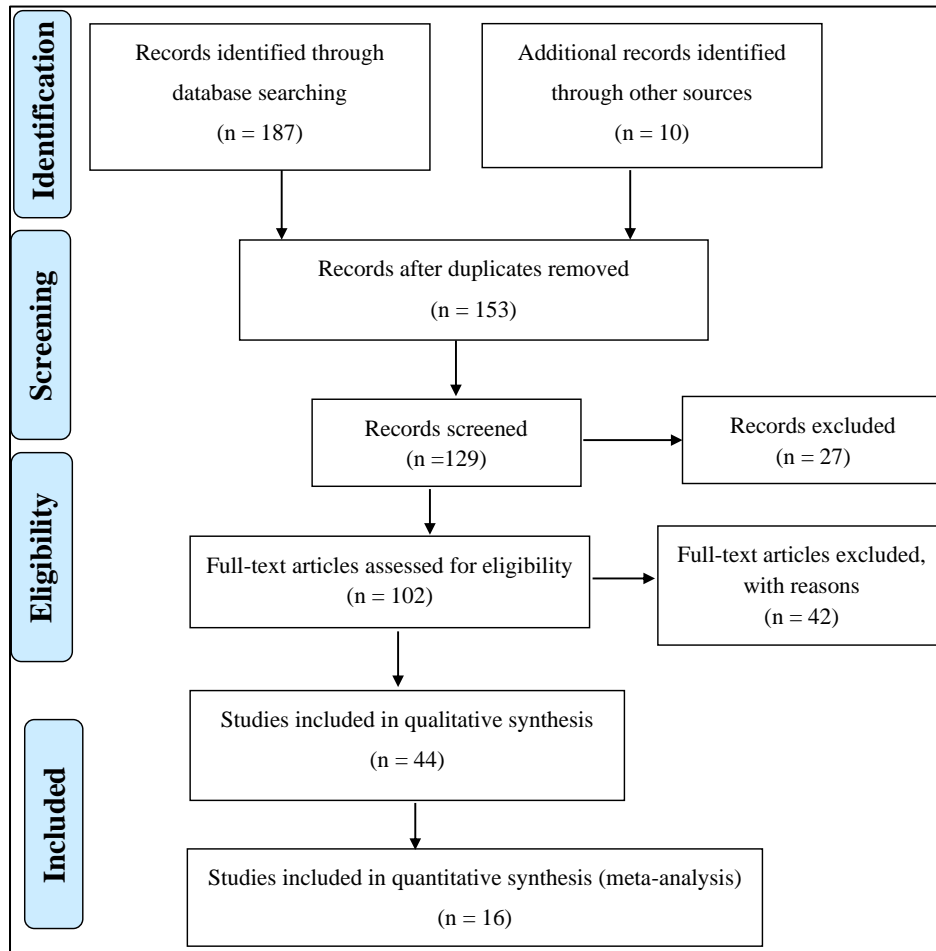 Identification
Records identified through
database searching
(n = 187)
Additional records identified
through other sources
(n = 10)
Screening
Records after duplicates removed
(n = 153)
Records screened
(n =129)
Records excluded
(n = 27)
Eligibility
Full-text articles assessed for eligibility
(n = 102)
Full-text articles excluded,
with reasons
(n = 42)
Included
Studies included in qualitative synthesis
(n = 44)
Studies included in quantitative synthesis (meta-analysis)
(n = 16)